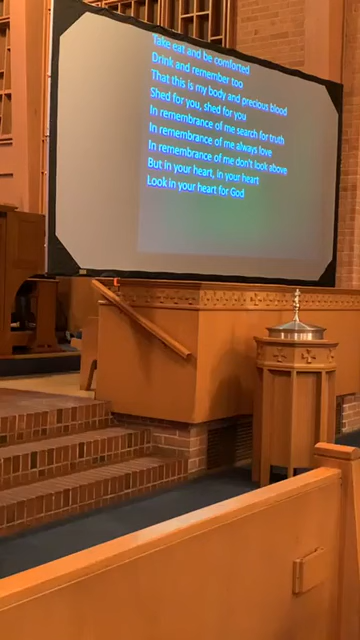 Take eat and be comforted
Drink and remember too
That this is my body and precious blood
Shed for you, shed for you
In remembrance of me search for truth
In remembrance of me always love
In remembrance of me don't look above
But in your heart, in your heart
Look in your heart for God